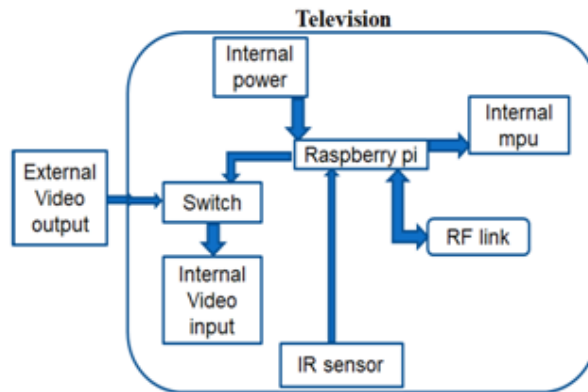 Television
Internal
power
Internal
mpu
Raspberry pi
External
Video
output
Switch
RF link
Internal
Video
input
IR sensor